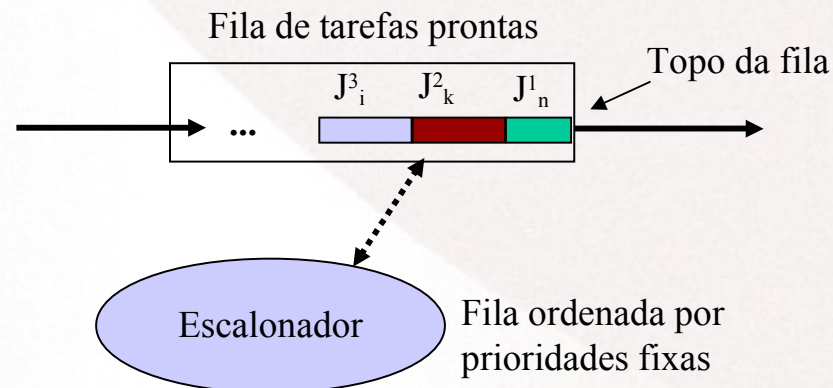 Fila de tarefas prontas
Topo da fila
J³ᵢ J²ₖ J¹ₙ
...
Escalonador
Fila ordenada por
prioridades fixas